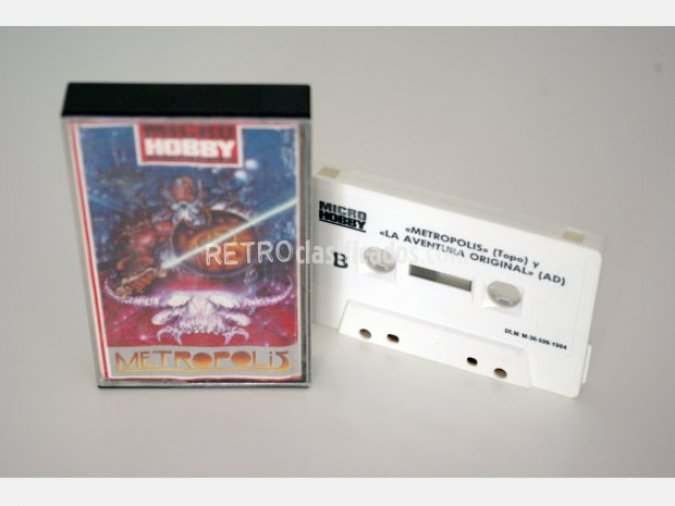 MICRO
HOBBY
METROPOLIS
MICRO
HOBBY
«METROPOLIS» (Topo) y
«LA AVENTURA ORIGINAL» (AD)
B
RETROclasificados.com